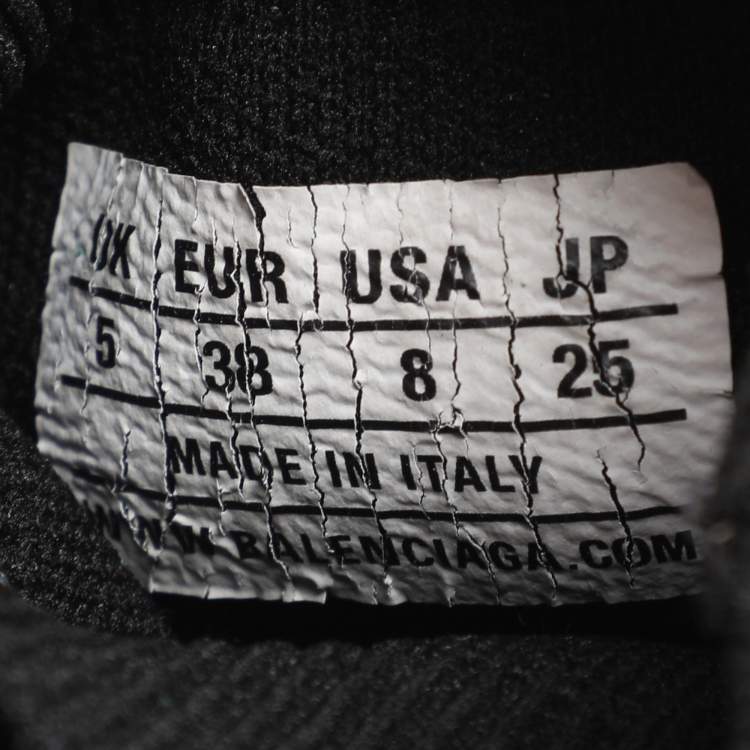 UK EUR USA JP
5 38 8 25
MADE IN ITALY
WWW.BALENCIAGA.COM